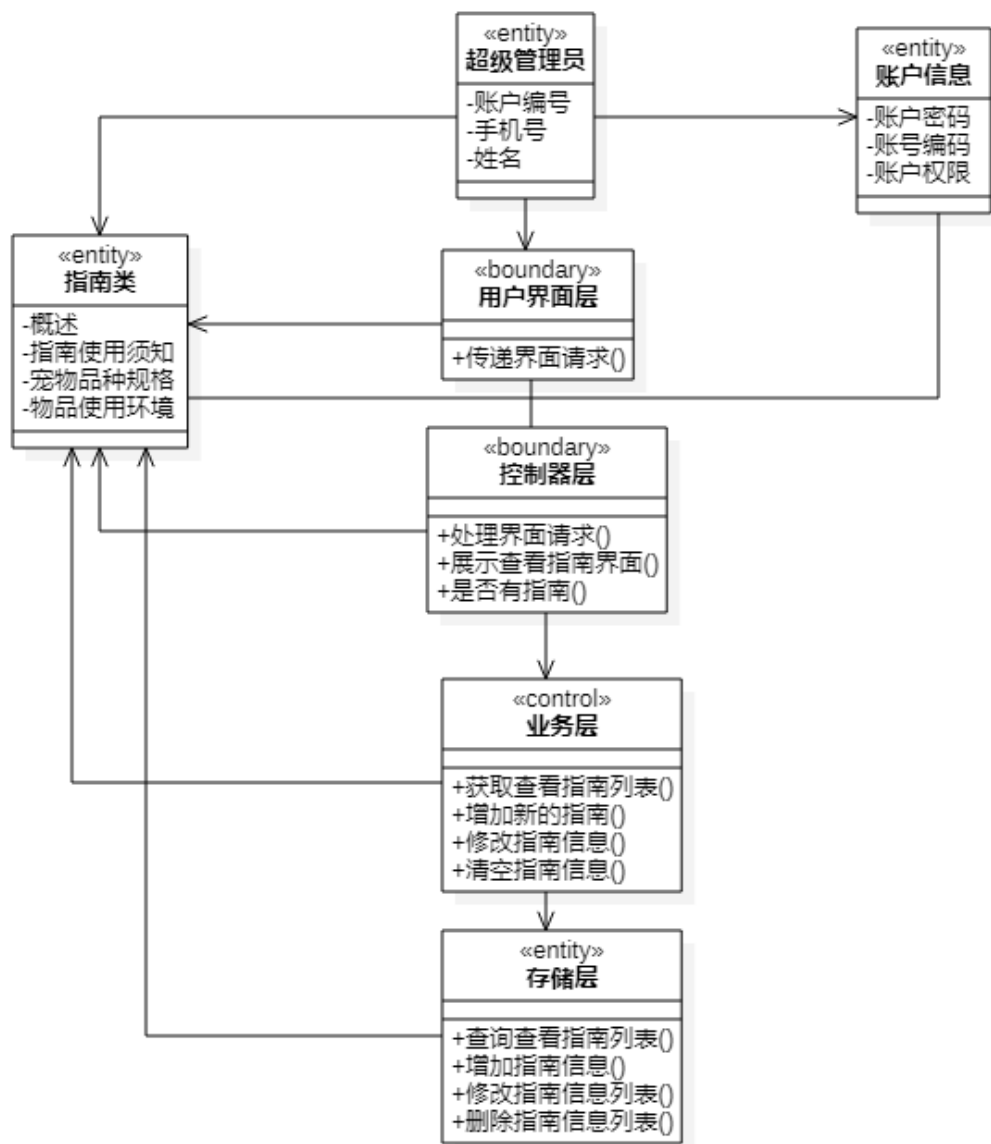 «entity»
超级管理员
-账户编号
-手机号
-姓名
«entity»
账户信息
-账户密码
-账号编码
-账户权限
«entity»
指南类
-概述
-指南使用须知
-宠物品种规格
-物品使用环境
«boundary»
用户界面层
+传递界面请求()
«boundary»
控制器层
+处理界面请求()
+展示查看指南界面()
+是否有指南()
«control»
业务层
+获取查看指南列表()
+增加新的指南()
+修改指南信息()
+清空指南信息()
«entity»
存储层
+查询查看指南列表()
+增加指南信息()
+修改指南信息列表()
+删除指南信息列表()